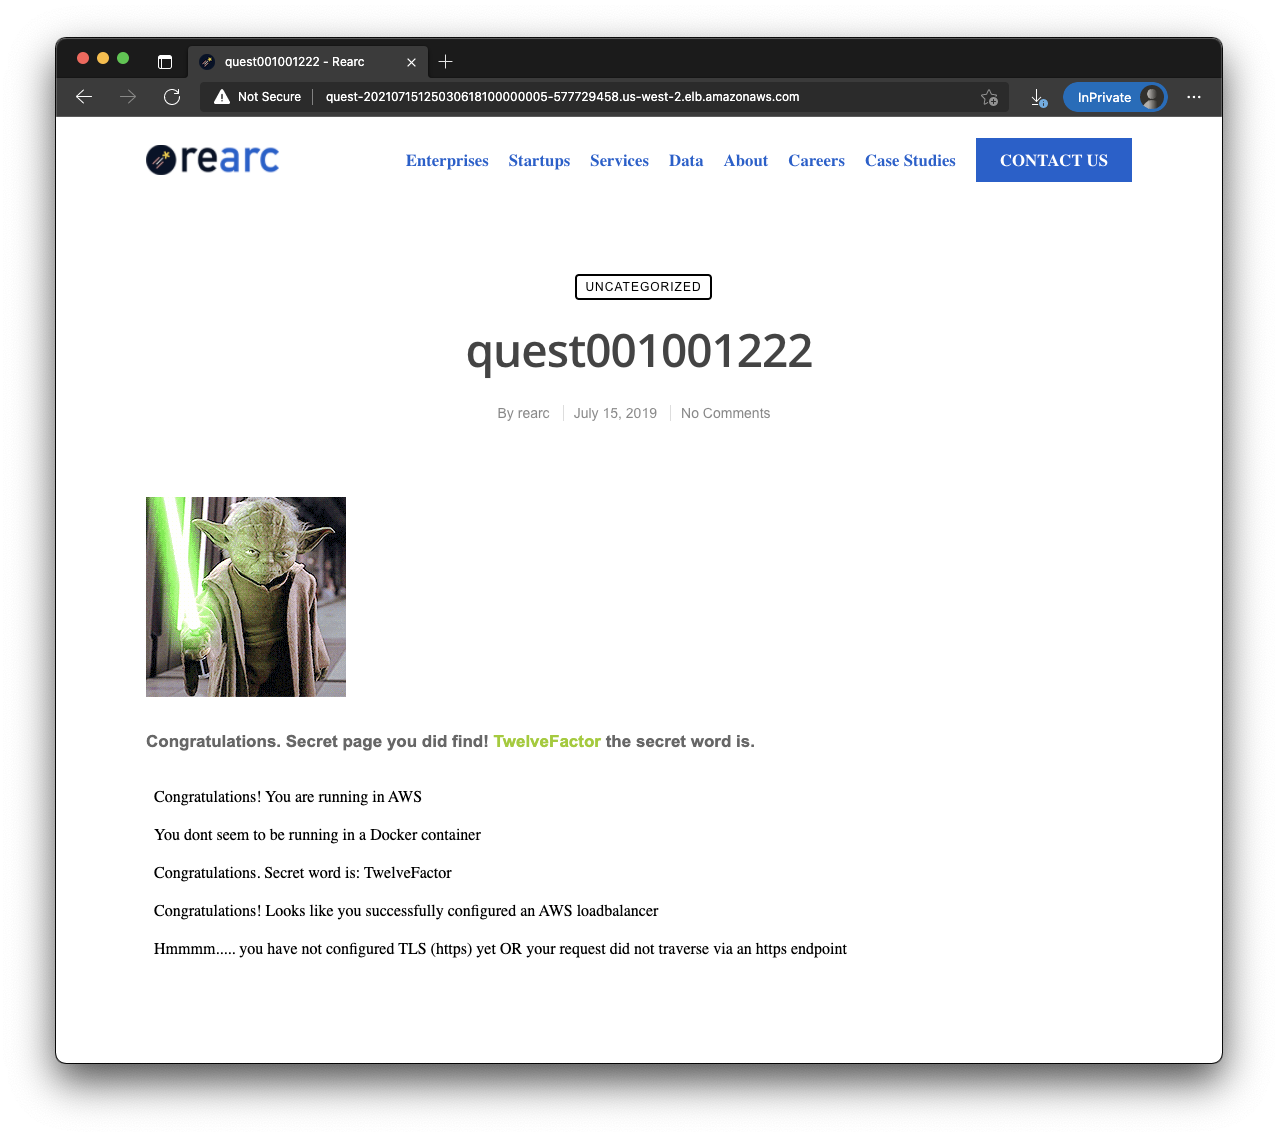 quest001001222 - Rearc
Not Secure
quest-20210715125030618100000005-577729458.us-west-2.elb.amazonaws.com
InPrivate
rearc
Enterprises Startups Services Data About Careers Case Studies CONTACT US
UNCATEGORIZED
quest001001222
By rearc July 15, 2019 No Comments
Congratulations. Secret page you did find! TwelveFactor the secret word is.
Congratulations! You are running in AWS
You dont seem to be running in a Docker container
Congratulations. Secret word is: TwelveFactor
Congratulations! Looks like you successfully configured an AWS loadbalancer
Hmmmm..... you have not configured TLS (https) yet OR your request did not traverse via an https endpoint